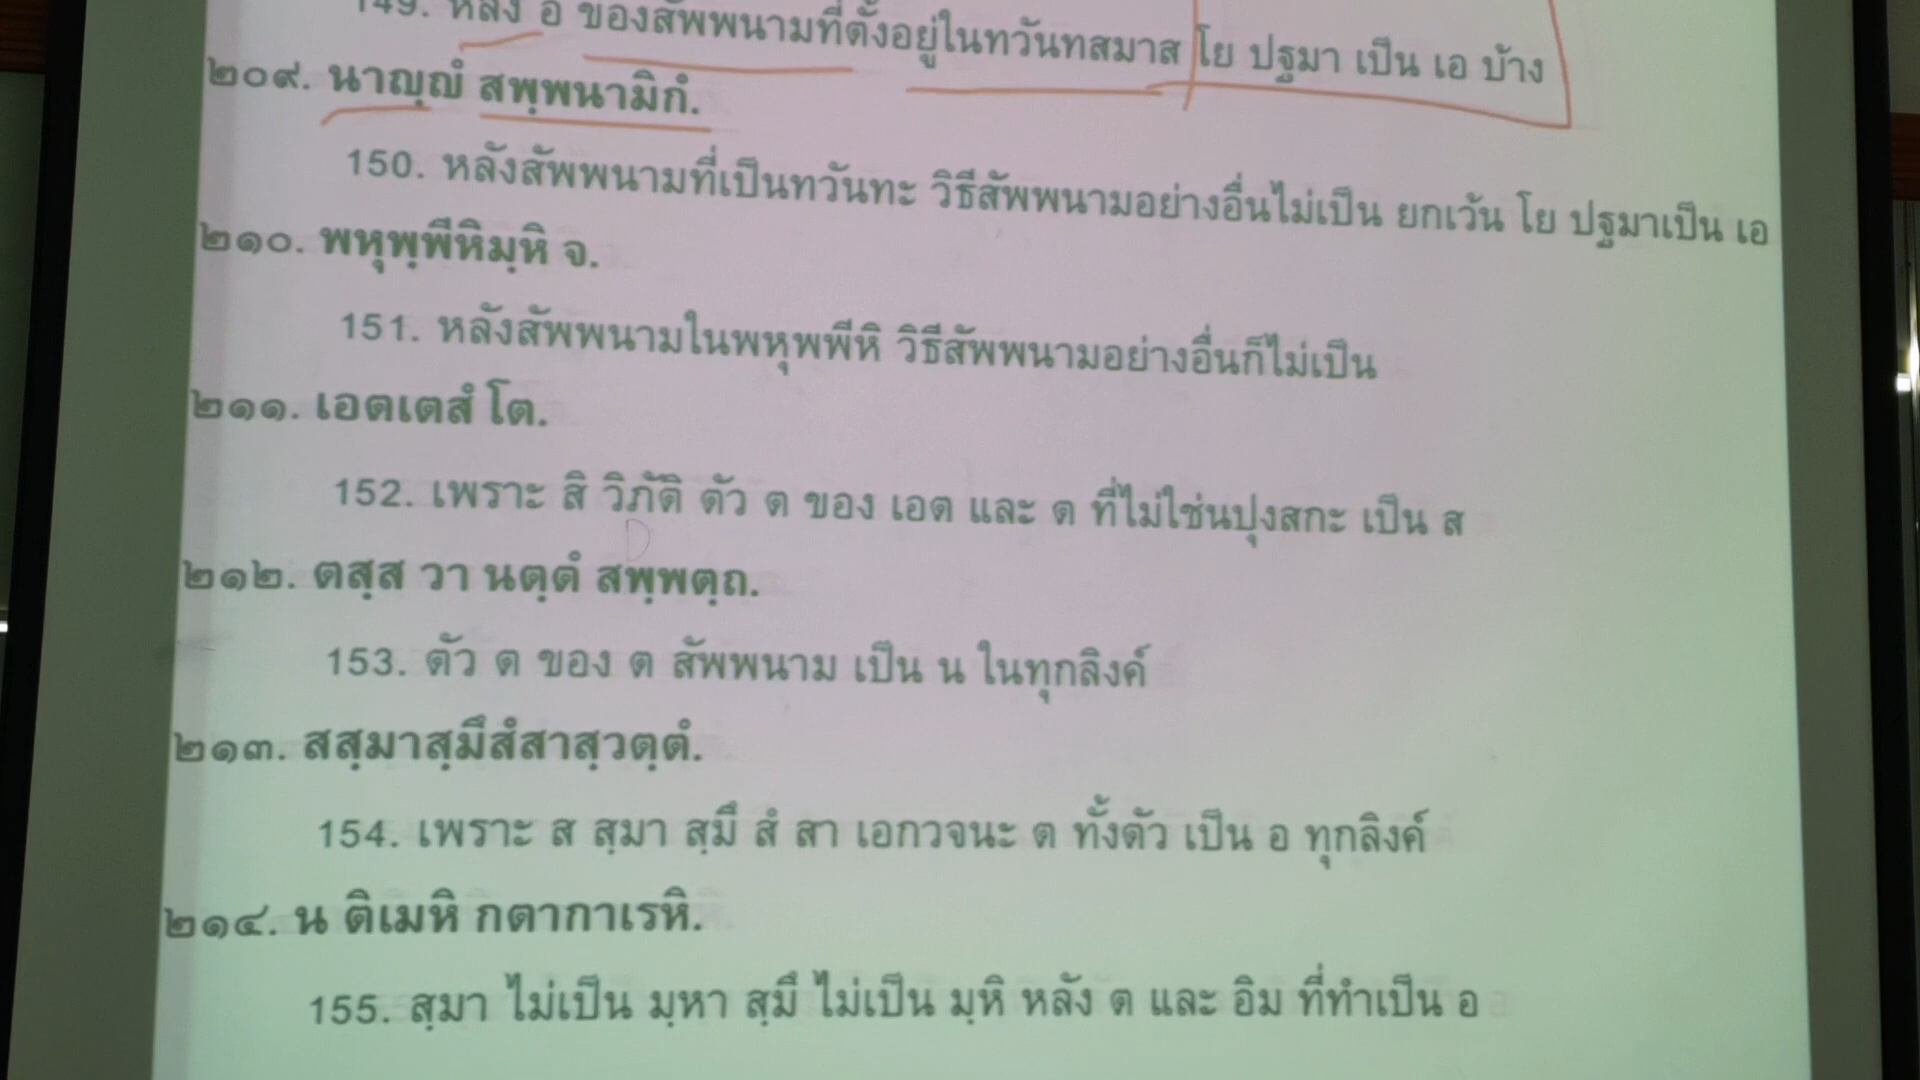 149. หลัง อ ของสัพพนามที่ตั้งอยู่ในทวันทสมาส โย ปฐมา เป็น เอ บ้าง
๒๐๙. นาญฺญํ สพฺพนามิกํ.
150. หลังสัพพนามที่เป็นทวันทะ วิธีสัพพนามอย่างอื่นไม่เป็น ยกเว้น โย ปฐมาเป็น เอ
๒๑๐. พหุพฺพีหิมฺหิ จ.
151. หลังสัพพนามในพหุพพีหิ วิธีสัพพนามอย่างอื่นก็ไม่เป็น
๒๑๑. เอตเตสํ โต.
152. เพราะ สิ วิภัติ ตัว ต ของ เอต และ ต ที่ไม่ใช่นปุงสกะ เป็น ส
๒๑๒. ตสฺส วา นตฺตํ สพฺพตฺถ.
153. ตัว ต ของ ต สัพพนาม เป็น น ในทุกลิงค์
๒๑๓. สสฺมาสฺมึสํสาสฺวตฺตํ.
154. เพราะ ส สฺมา สฺมึ สํ สา เอกวจนะ ต ทั้งตัว เป็น อ ทุกลิงค์
๒๑๔. น ติเมหิ กตากาเรหิ.
155. สฺมา ไม่เป็น มฺหา สฺมึ ไม่เป็น มฺหิ หลัง ต และ อิม ที่ทำเป็น อ